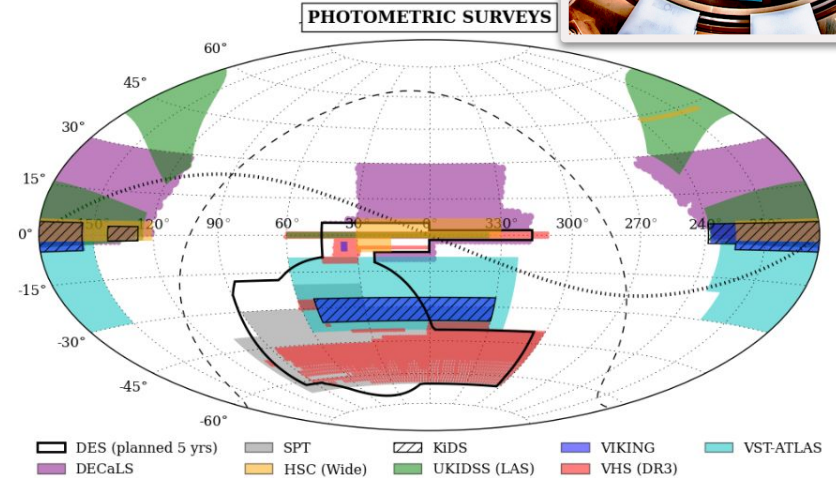 PHOTOMETRIC SURVEYS
60°
45°
30°
15°
0°
-15°
-30°
-45°
-60°
150° 120° 90° 60° 30° 0° 330° 300° 270° 240°
DES (planned 5 yrs) SPT KiDS VIKING VST-ATLAS
DECaLS HSC (Wide) UKIDSS (LAS) VHS (DR3)